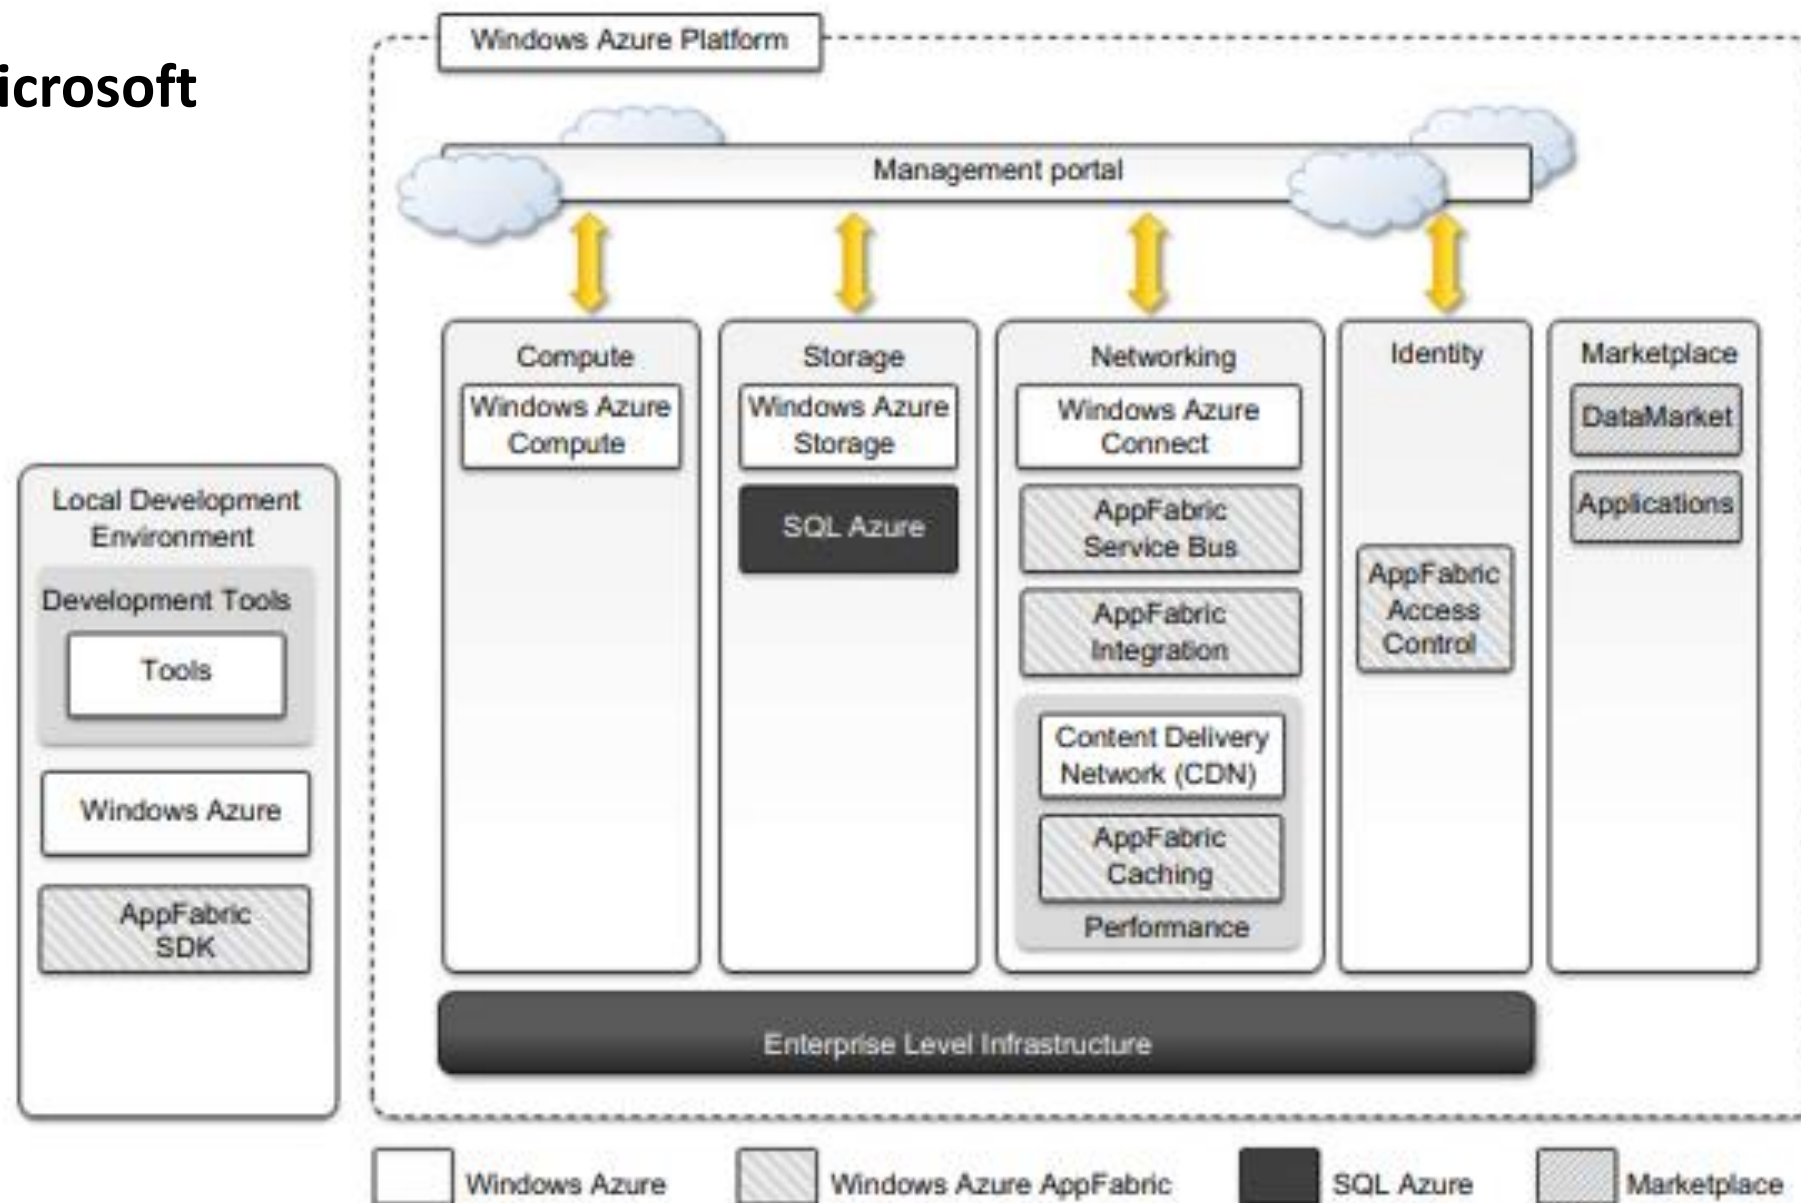 icrosoft
Windows Azure Platform
Management portal
Compute
Windows Azure
Compute
Storage
Windows Azure
Storage
SQL Azure
Networking
Windows Azure
Connect
AppFabric
Service Bus
AppFabric
Integration
Content Delivery
Network (CDN)
AppFabric
Caching
Performance
Identity
AppFabric
Access
Control
Marketplace
DataMarket
Applications
Local Development
Environment
Development Tools
Tools
Windows Azure
AppFabric
SDK
Enterprise Level Infrastructure
Windows Azure
Windows Azure AppFabric
SQL Azure
Marketplace